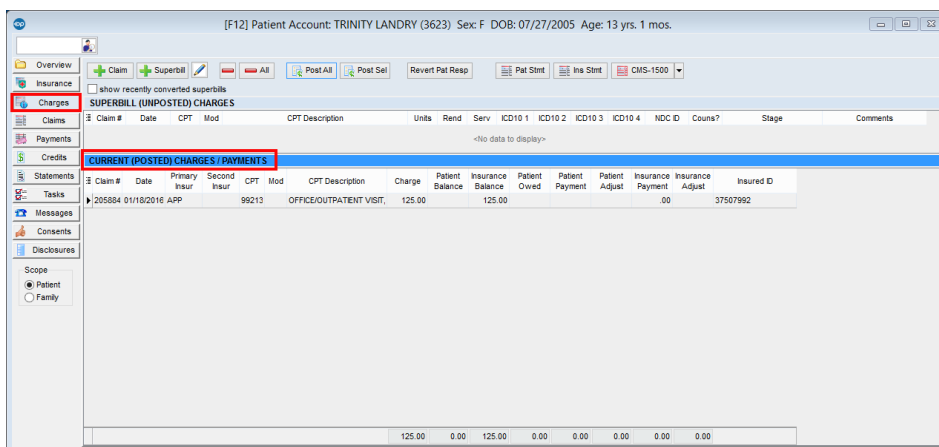 iop
[F12] Patient Account: TRINITY LANDRY (3623) Sex: F DOB: 07/27/2005 Age: 13 yrs. 1 mos.
Overview
Insurance
Charges
Claims
Payments
Credits
Statements
Tasks
Messages
Consents
Disclosures
Scope
Patient
Family
Claim Superbill All Post All Post Sel Revert Pat Resp Pat Stmt Ins Stmt CMS-1500
show recently converted superbills
SUPERBILL (UNPOSTED) CHARGES
Claim # Date CPT Mod CPT Description Units Rend Serv ICD10 1 ICD10 2 ICD10 3 ICD10 4 NDC ID Couns? Stage Comments
<No data to display>
CURRENT (POSTED) CHARGES / PAYMENTS
Claim # Date Primary Insur Second Insur CPT Mod CPT Description Charge Patient Balance Insurance Balance Patient Owed Patient Payment Patient Adjust Insurance Payment Insurance Adjust Insured ID
205884 01/18/2016 APP 99213 OFFICE/OUTPATIENT VISIT, 125.00 125.00 .00 37507992
125.00 0.00 125.00 0.00 0.00 0.00 0.00 0.00